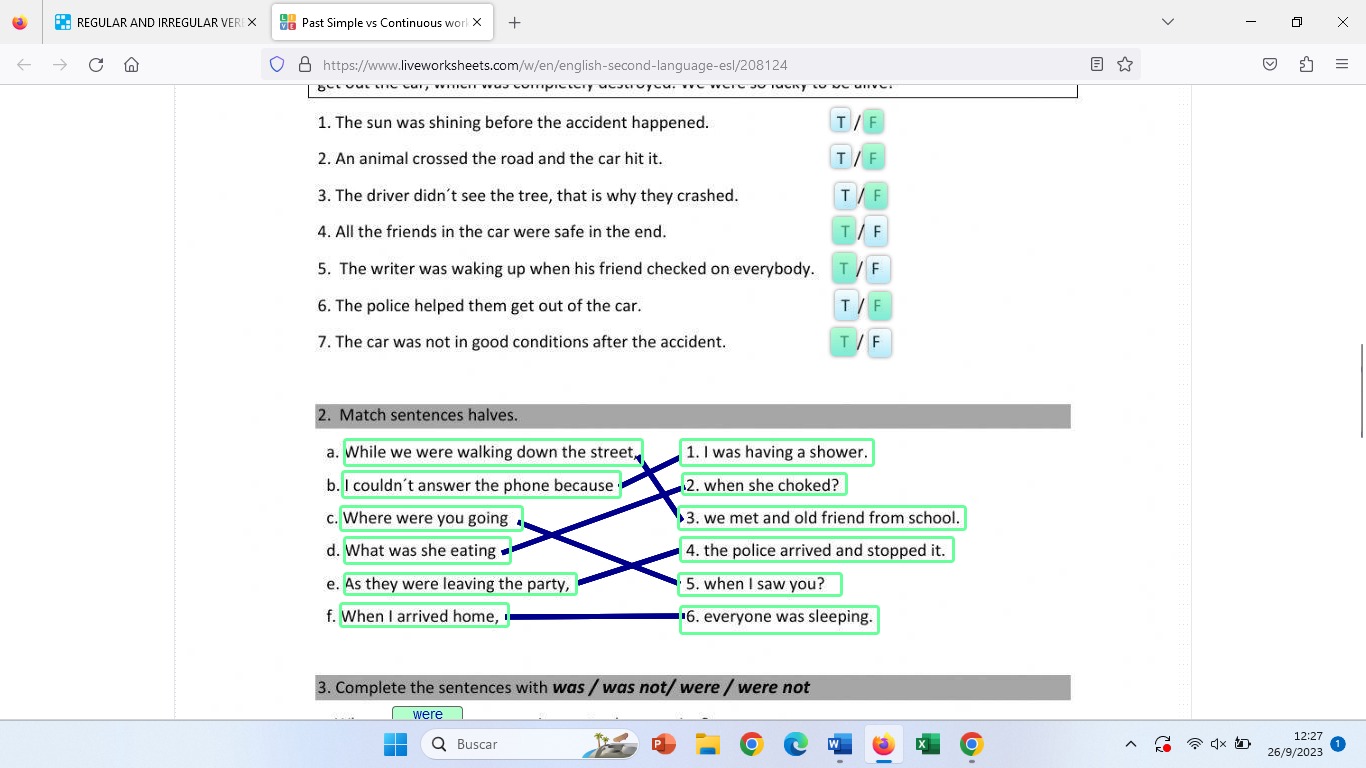 REGULAR AND IRREGULAR VER
Past Simple vs Continuous wor
https://www.liveworksheets.com/w/en/english-second-language-esl/208124
get out the car, which was completely destroyed. We were so lucky to be alive!
1. The sun was shining before the accident happened. T / F
2. An animal crossed the road and the car hit it. T / F
3. The driver didn´t see the tree, that is why they crashed. T / F
4. All the friends in the car were safe in the end. T / F
5. The writer was waking up when his friend checked on everybody. T / F
6. The police helped them get out of the car. T / F
7. The car was not in good conditions after the accident. T / F
2. Match sentences halves.
a. While we were walking down the street, 1. I was having a shower.
b. I couldn´t answer the phone because 2. when she choked?
c. Where were you going 3. we met and old friend from school.
d. What was she eating 4. the police arrived and stopped it.
e. As they were leaving the party, 5. when I saw you?
f. When I arrived home, 6. everyone was sleeping.
3. Complete the sentences with was / was not/ were / were not
were
Buscar
12:27
26/9/2023
1